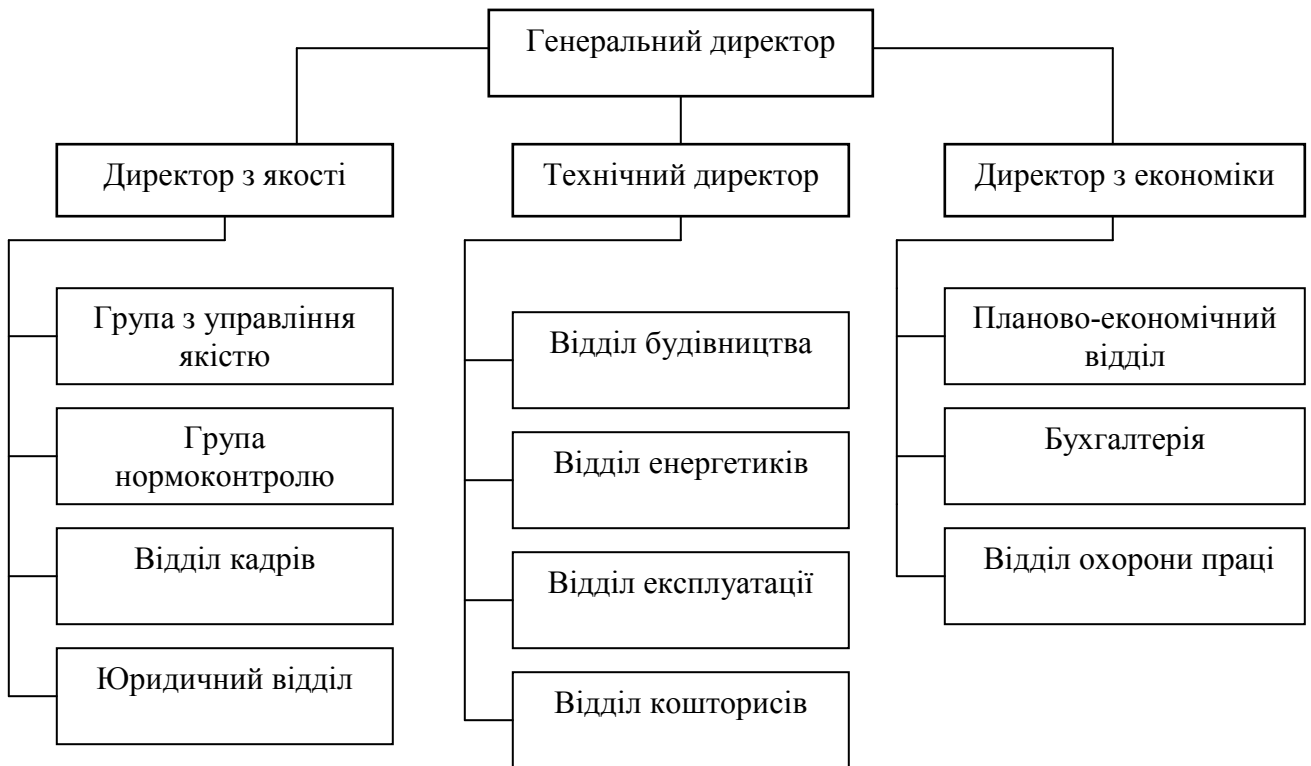 Генеральний директор
Директор з якості
Технічний директор
Директор з економіки
Група з управління
якістю
Група
нормоконтролю
Відділ кадрів
Юридичний відділ
Відділ будівництва
Відділ енергетиків
Відділ експлуатації
Відділ кошторисів
Планово-економічний
відділ
Бухгалтерія
Відділ охорони праці